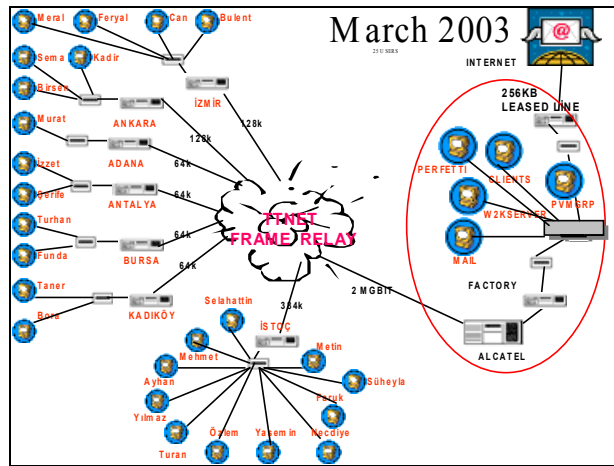 March 2003
25 USERS
Meral
Feryal
Can
Bulent
Sema
Kadir
Birsen
İZMİR
ANKARA
128k
128k
Murat
ADANA
64k
İzzet
Şerife
ANTALYA
64k
Turhan
Funda
BURSA
64k
Taner
Bora
KADIKÖY
64k
TTNET
FRAME RELAY
INTERNET
@
256KB
LEASED LINE
PERFETTI
CLIENTS
PVMGRP
W2KSERVER
MAIL
FACTORY
2 MGBIT
ALCATEL
384k
İSTOÇ
Selahattin
Mehmet
Metin
Ayhan
Süheyla
Yılmaz
Faruk
Turan
Özlem
Yasemin
Necdiye